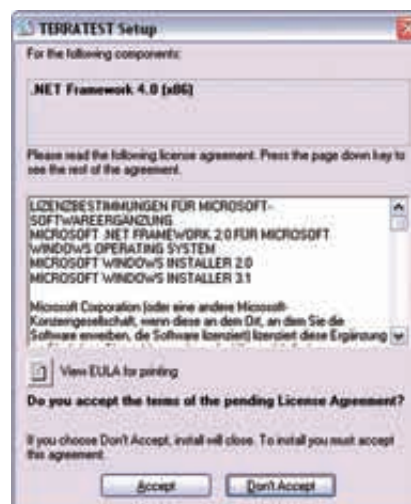 TERRATEST Setup
For the following components:
.NET Framework 4.0 (x86)
Please read the following license agreement. Press the page down key to
see the rest of the agreement.
LIZENZBESTIMMUNGEN FÜR MICROSOFT-
SOFTWAREERGÄNZUNG
MICROSOFT .NET FRAMEWORK 2.0 FÜR MICROSOFT
WINDOWS OPERATING SYSTEM
MICROSOFT WINDOWS INSTALLER 2.0
MICROSOFT WINDOWS INSTALLER 3.1
Microsoft Corporation (oder eine andere Microsoft-
Konzerngesellschaft, wenn diese an dem Ort, an dem Sie die
Software erwerben, die Software lizenziert) lizenziert diese Ergänzung
View EULA for printing
Do you accept the terms of the pending License Agreement?
If you choose Don't Accept, install will close. To install you must accept
this agreement.
Accept Don't Accept